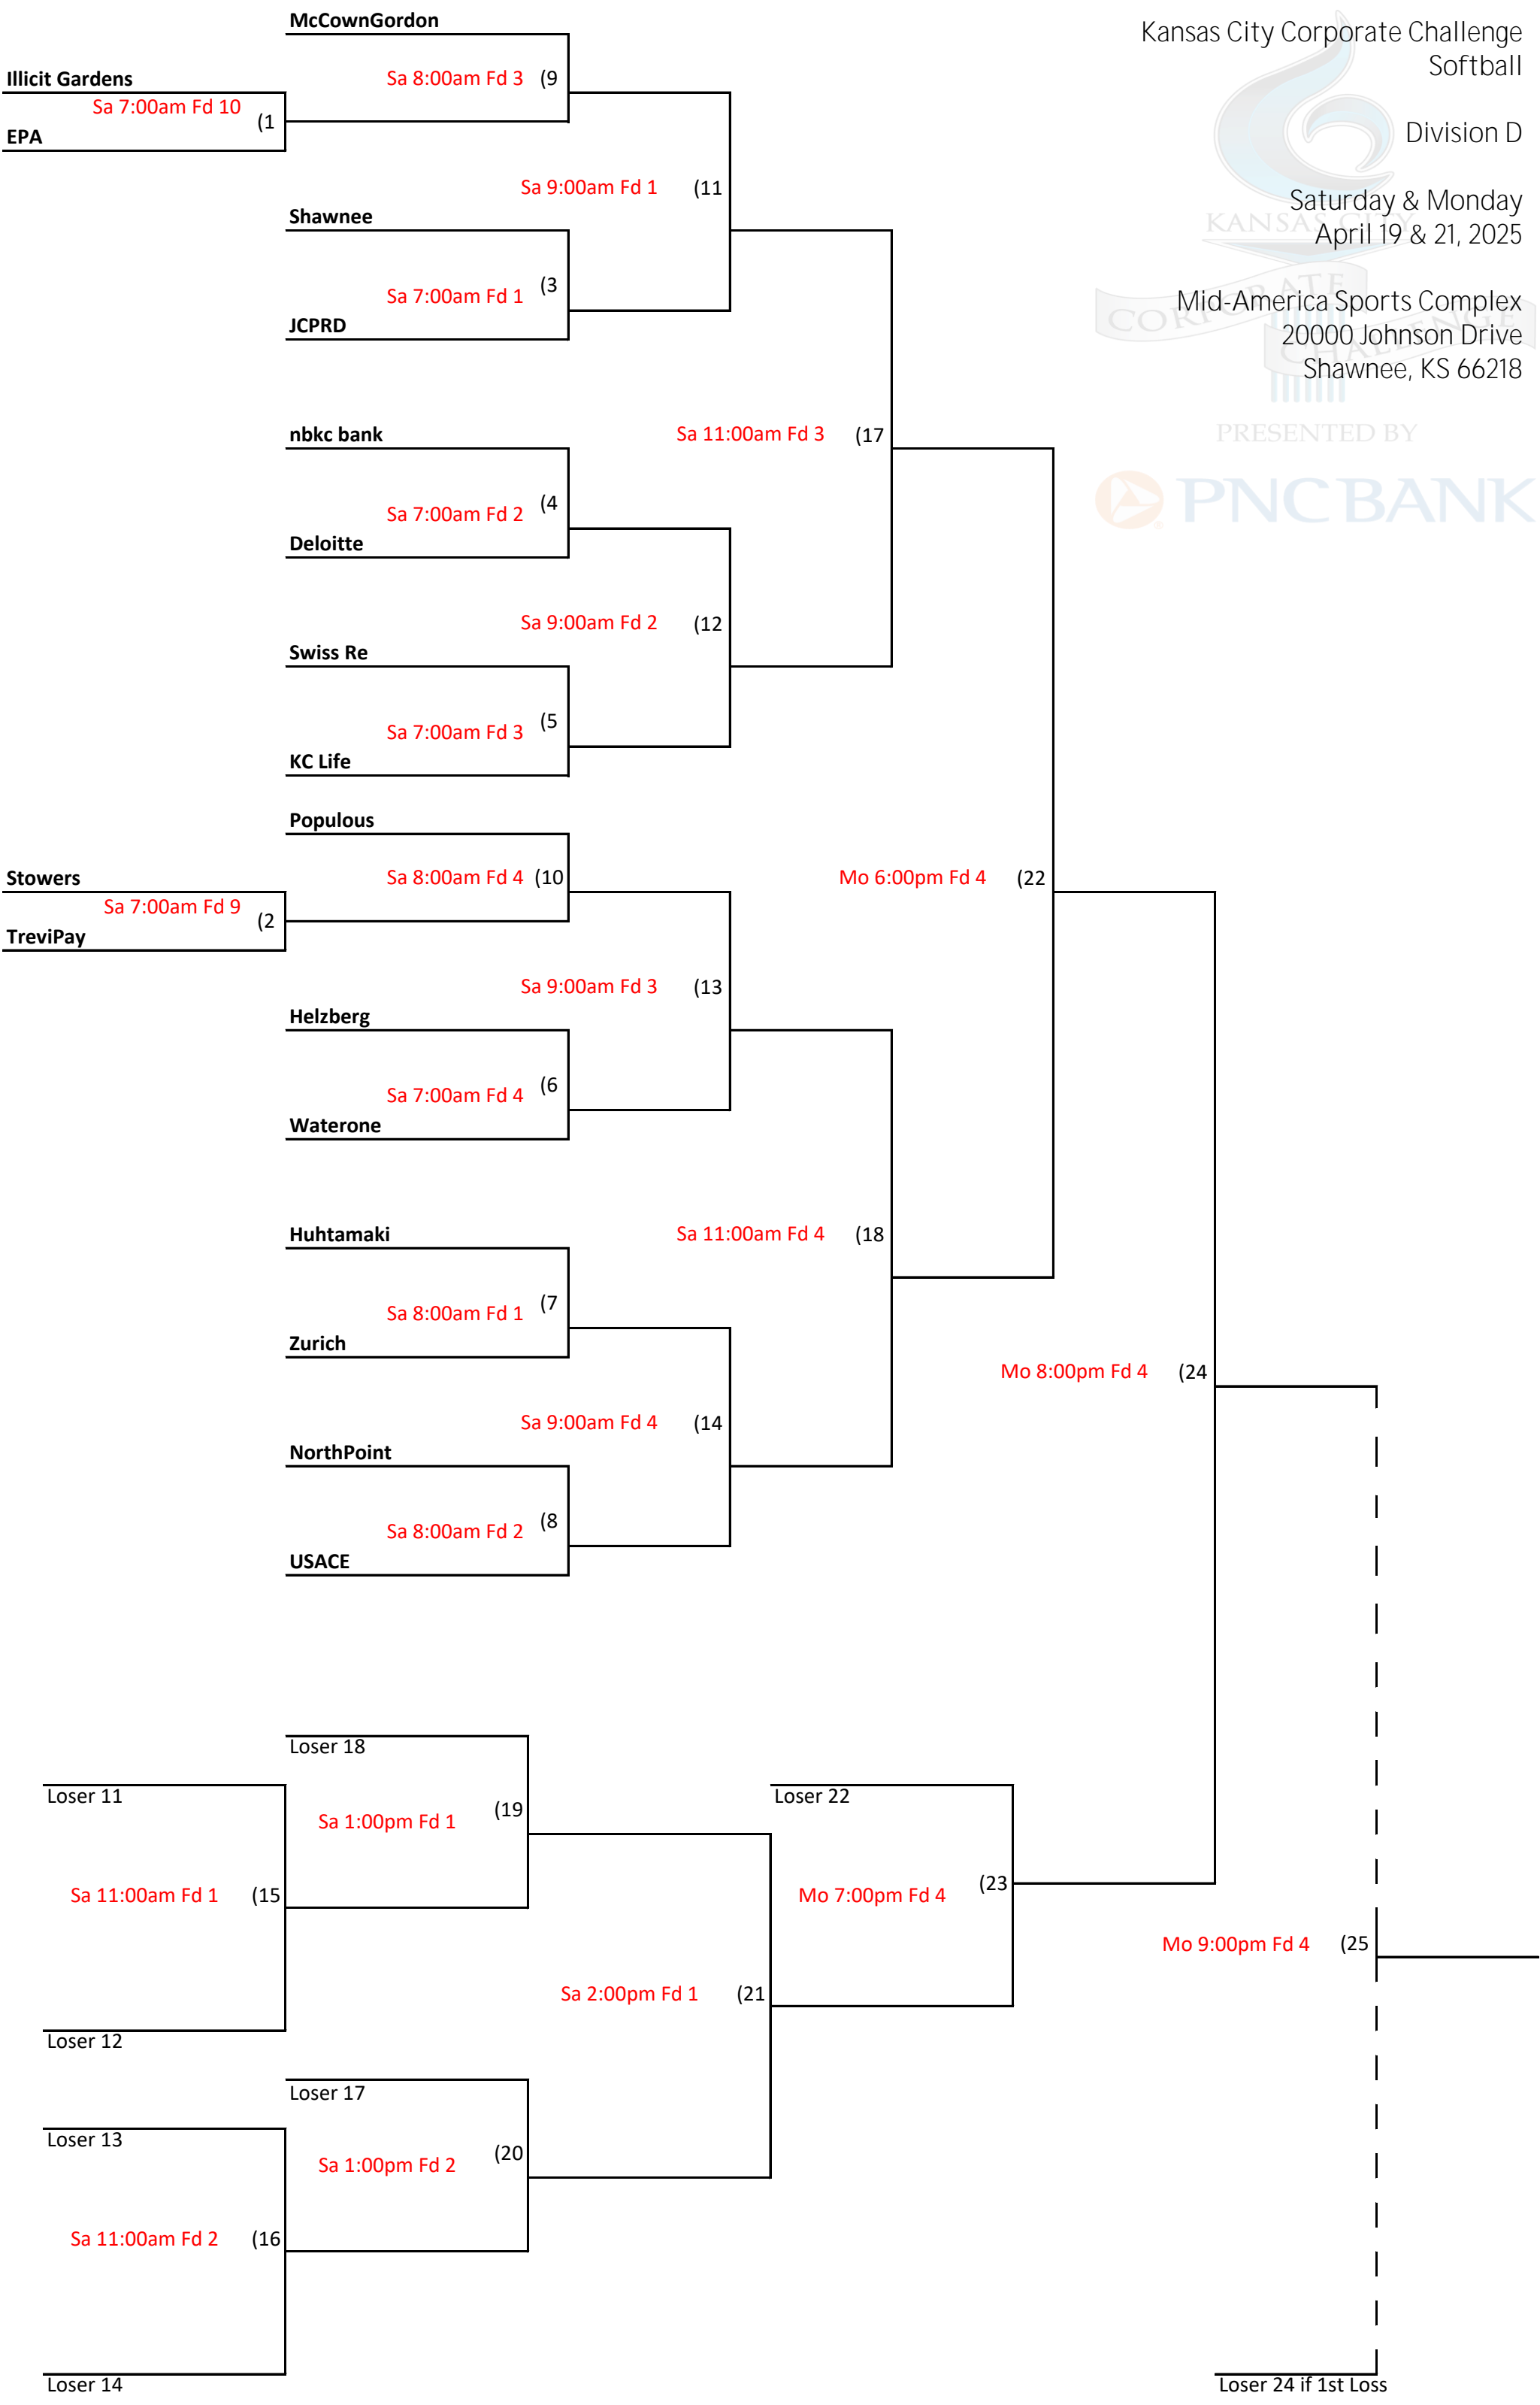 McCownGordon
Kansas City Corporate Challenge
Softball
Illicit Gardens
Sa 8:00am Fd 3 (9
Sa 7:00am Fd 10 (1
EPA
Division D
Sa 9:00am Fd 1 (11
Saturday & Monday
Shawnee
KANSAS CITY
April 19 & 21, 2025
Sa 7:00am Fd 1 (3
JCPRD
CORPORATE
CHALLENGE
Mid-America Sports Complex
20000 Johnson Drive
Shawnee, KS 66218
nbkc bank
Sa 11:00am Fd 3 (17
PRESENTED BY
PNC BANK
Sa 7:00am Fd 2 (4
Deloitte
Sa 9:00am Fd 2 (12
Swiss Re
Sa 7:00am Fd 3 (5
KC Life
Populous
Stowers
Sa 8:00am Fd 4 (10
Mo 6:00pm Fd 4 (22
Sa 7:00am Fd 9 (2
TreviPay
Sa 9:00am Fd 3 (13
Helzberg
Sa 7:00am Fd 4 (6
Waterone
Huhtamaki
Sa 11:00am Fd 4 (18
Sa 8:00am Fd 1 (7
Zurich
Mo 8:00pm Fd 4 (24
Sa 9:00am Fd 4 (14
NorthPoint
Sa 8:00am Fd 2 (8
USACE
Loser 18
Loser 11
Loser 22
Sa 1:00pm Fd 1 (19
Sa 11:00am Fd 1 (15
Mo 7:00pm Fd 4 (23
Mo 9:00pm Fd 4 (25
Sa 2:00pm Fd 1 (21
Loser 12
Loser 17
Loser 13
Sa 1:00pm Fd 2 (20
Sa 11:00am Fd 2 (16
Loser 14
Loser 24 if 1st Loss